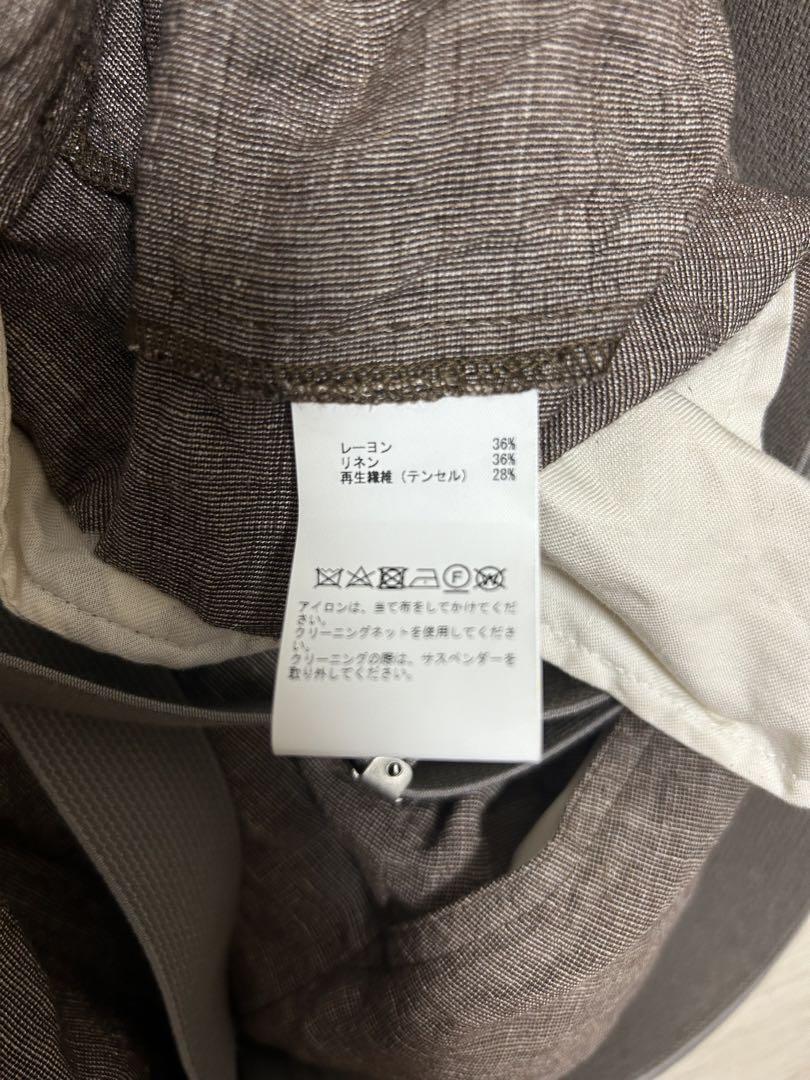 レーヨン 36%
リネン 36%
再生繊維（テンセル） 28%
F W
アイロンは、当て布をしてかけてくだ
さい。
クリーニングネットを使用してくださ
い。
クリーニングの際は、サスペンダーを
取り外してください。